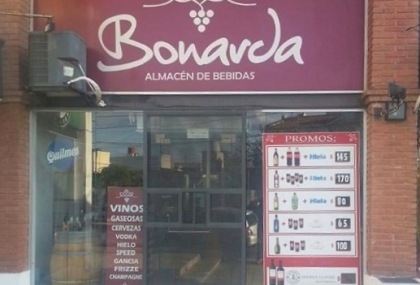 Bonarda
ALMACÉN DE BEBIDAS
Quilmes
PROMOS:
$ 145
$ 170
$ 80
$ 65
$ 100
VINOS
GASEOSAS
CERVEZAS
VODKA
HIELO
SPEED
GANCIA
FRIZZE
CHAMPAGNE